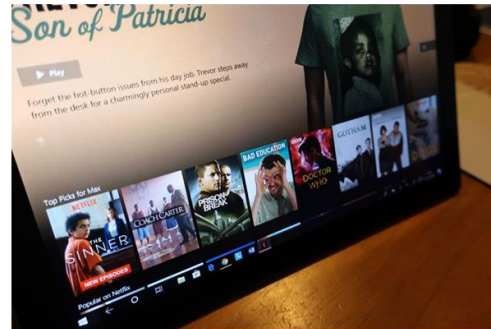 Son of Patricia
Play
Forget the hot-button issues from his day job. Trevor steps away
from the desk for a charmingly personal stand-up special.
Top Picks for Max
NETFLIX
THE
SINNER
NEW EPISODES
COACH CARTER
PRISON
BREAK
BAD EDUCATION
DOCTOR
WHO
GOTHAM
Popular on Netflix